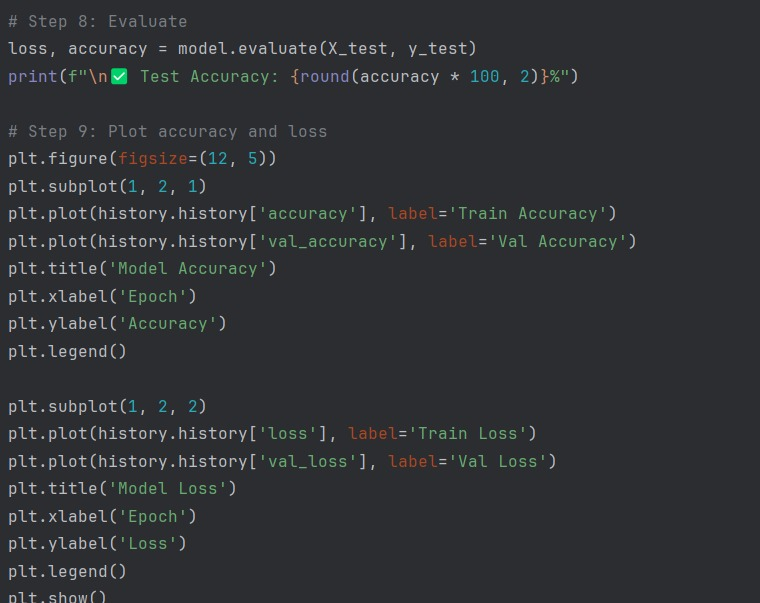 # Step 8: Evaluate
loss, accuracy = model.evaluate(X_test, y_test)
print(f"\n✅ Test Accuracy: {round(accuracy * 100, 2)}%")

# Step 9: Plot accuracy and loss
plt.figure(figsize=(12, 5))
plt.subplot(1, 2, 1)
plt.plot(history.history['accuracy'], label='Train Accuracy')
plt.plot(history.history['val_accuracy'], label='Val Accuracy')
plt.title('Model Accuracy')
plt.xlabel('Epoch')
plt.ylabel('Accuracy')
plt.legend()

plt.subplot(1, 2, 2)
plt.plot(history.history['loss'], label='Train Loss')
plt.plot(history.history['val_loss'], label='Val Loss')
plt.title('Model Loss')
plt.xlabel('Epoch')
plt.ylabel('Loss')
plt.legend()
plt.show()